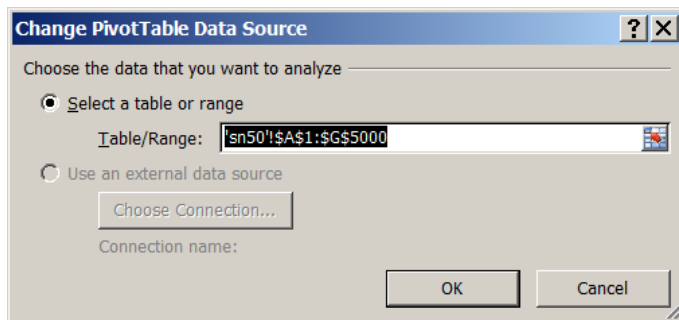 Change PivotTable Data Source
Choose the data that you want to analyze
Select a table or range
Table/Range: 'sn50'!$A$1:$G$5000
Use an external data source
Choose Connection...
Connection name:
OK Cancel